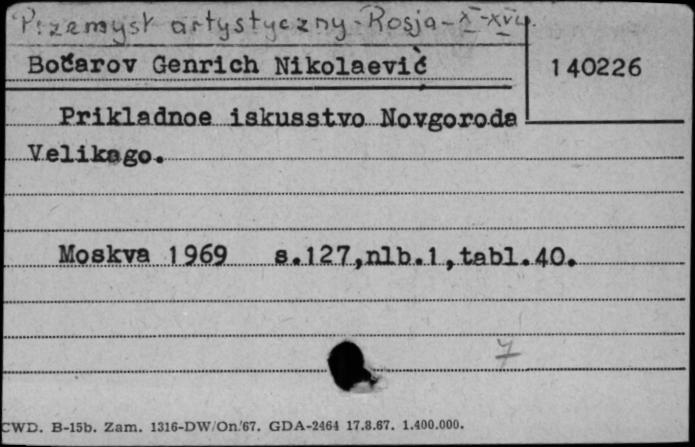 Przemysł artystyczny-Rosja-X-XV w.
Bočarov Genrich Nikolaevič
140226
Prikladnoe iskusstvo Novgoroda
Velikago.
Moskva 1969 s.127,nlb.1,tabl.40.
7
CWD. B-15b. Zam. 1316-DW/On/67. GDA-2464 17.8.67. 1.400.000.